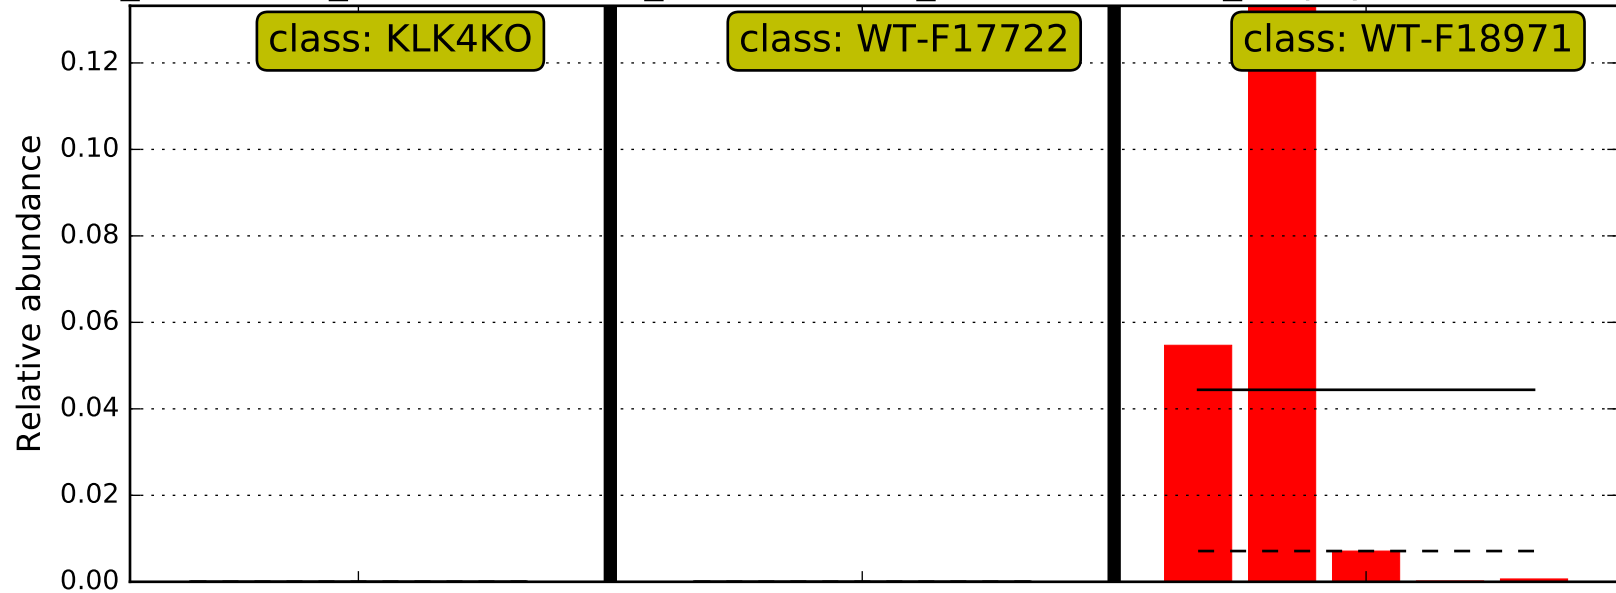 class: KLK4KO
class: WT-F17722
class: WT-F18971
Relative abundance
0.12
0.10
0.08
0.06
0.04
0.02
0.00